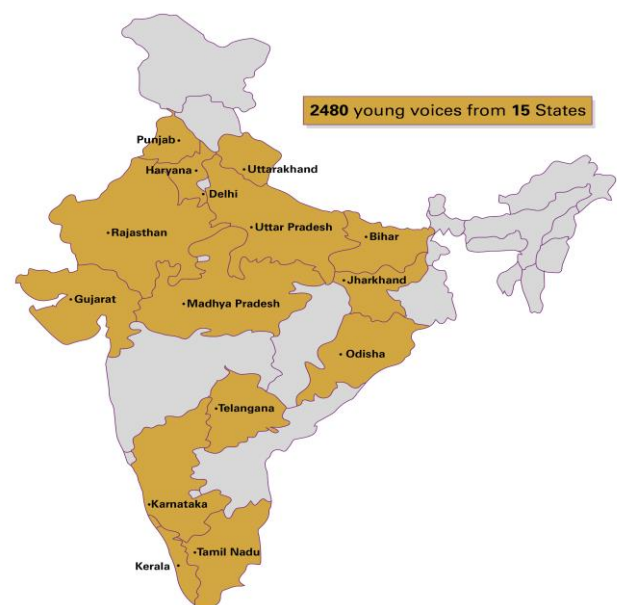 2480 young voices from 15 States
Punjab
Haryana
Uttarakhand
Delhi
Rajasthan
Uttar Pradesh
Bihar
Jharkhand
Gujarat
Madhya Pradesh
Odisha
Telangana
Karnataka
Tamil Nadu
Kerala